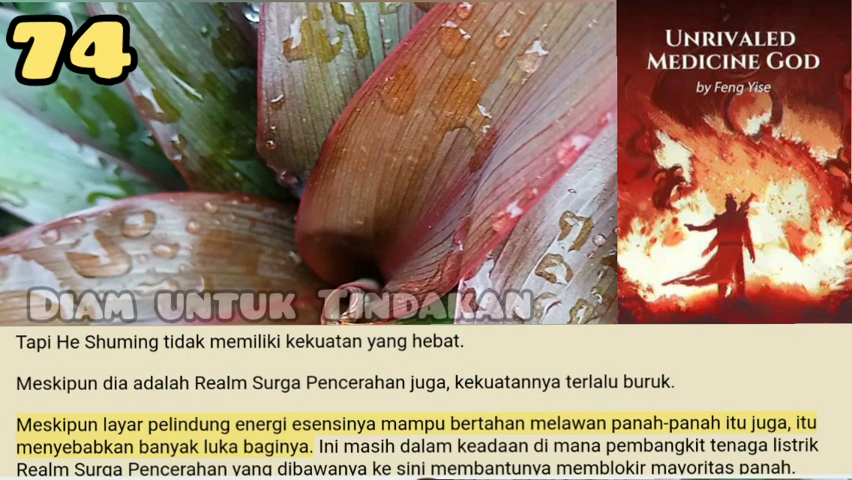 74
UNRIVALED
MEDICINE GOD
by Feng Yise
DIAM UNTUK TINDAKAN
Tapi He Shuming tidak memiliki kekuatan yang hebat.
Meskipun dia adalah Realm Surga Pencerahan juga, kekuatannya terlalu buruk.
Meskipun layar pelindung energi esensinya mampu bertahan melawan panah-panah itu juga, itu
menyebabkan banyak luka baginya. Ini masih dalam keadaan di mana pembangkit tenaga listrik
Realm Surga Pencerahan yang dibawanya ke sini membantunya memblokir mayoritas panah.